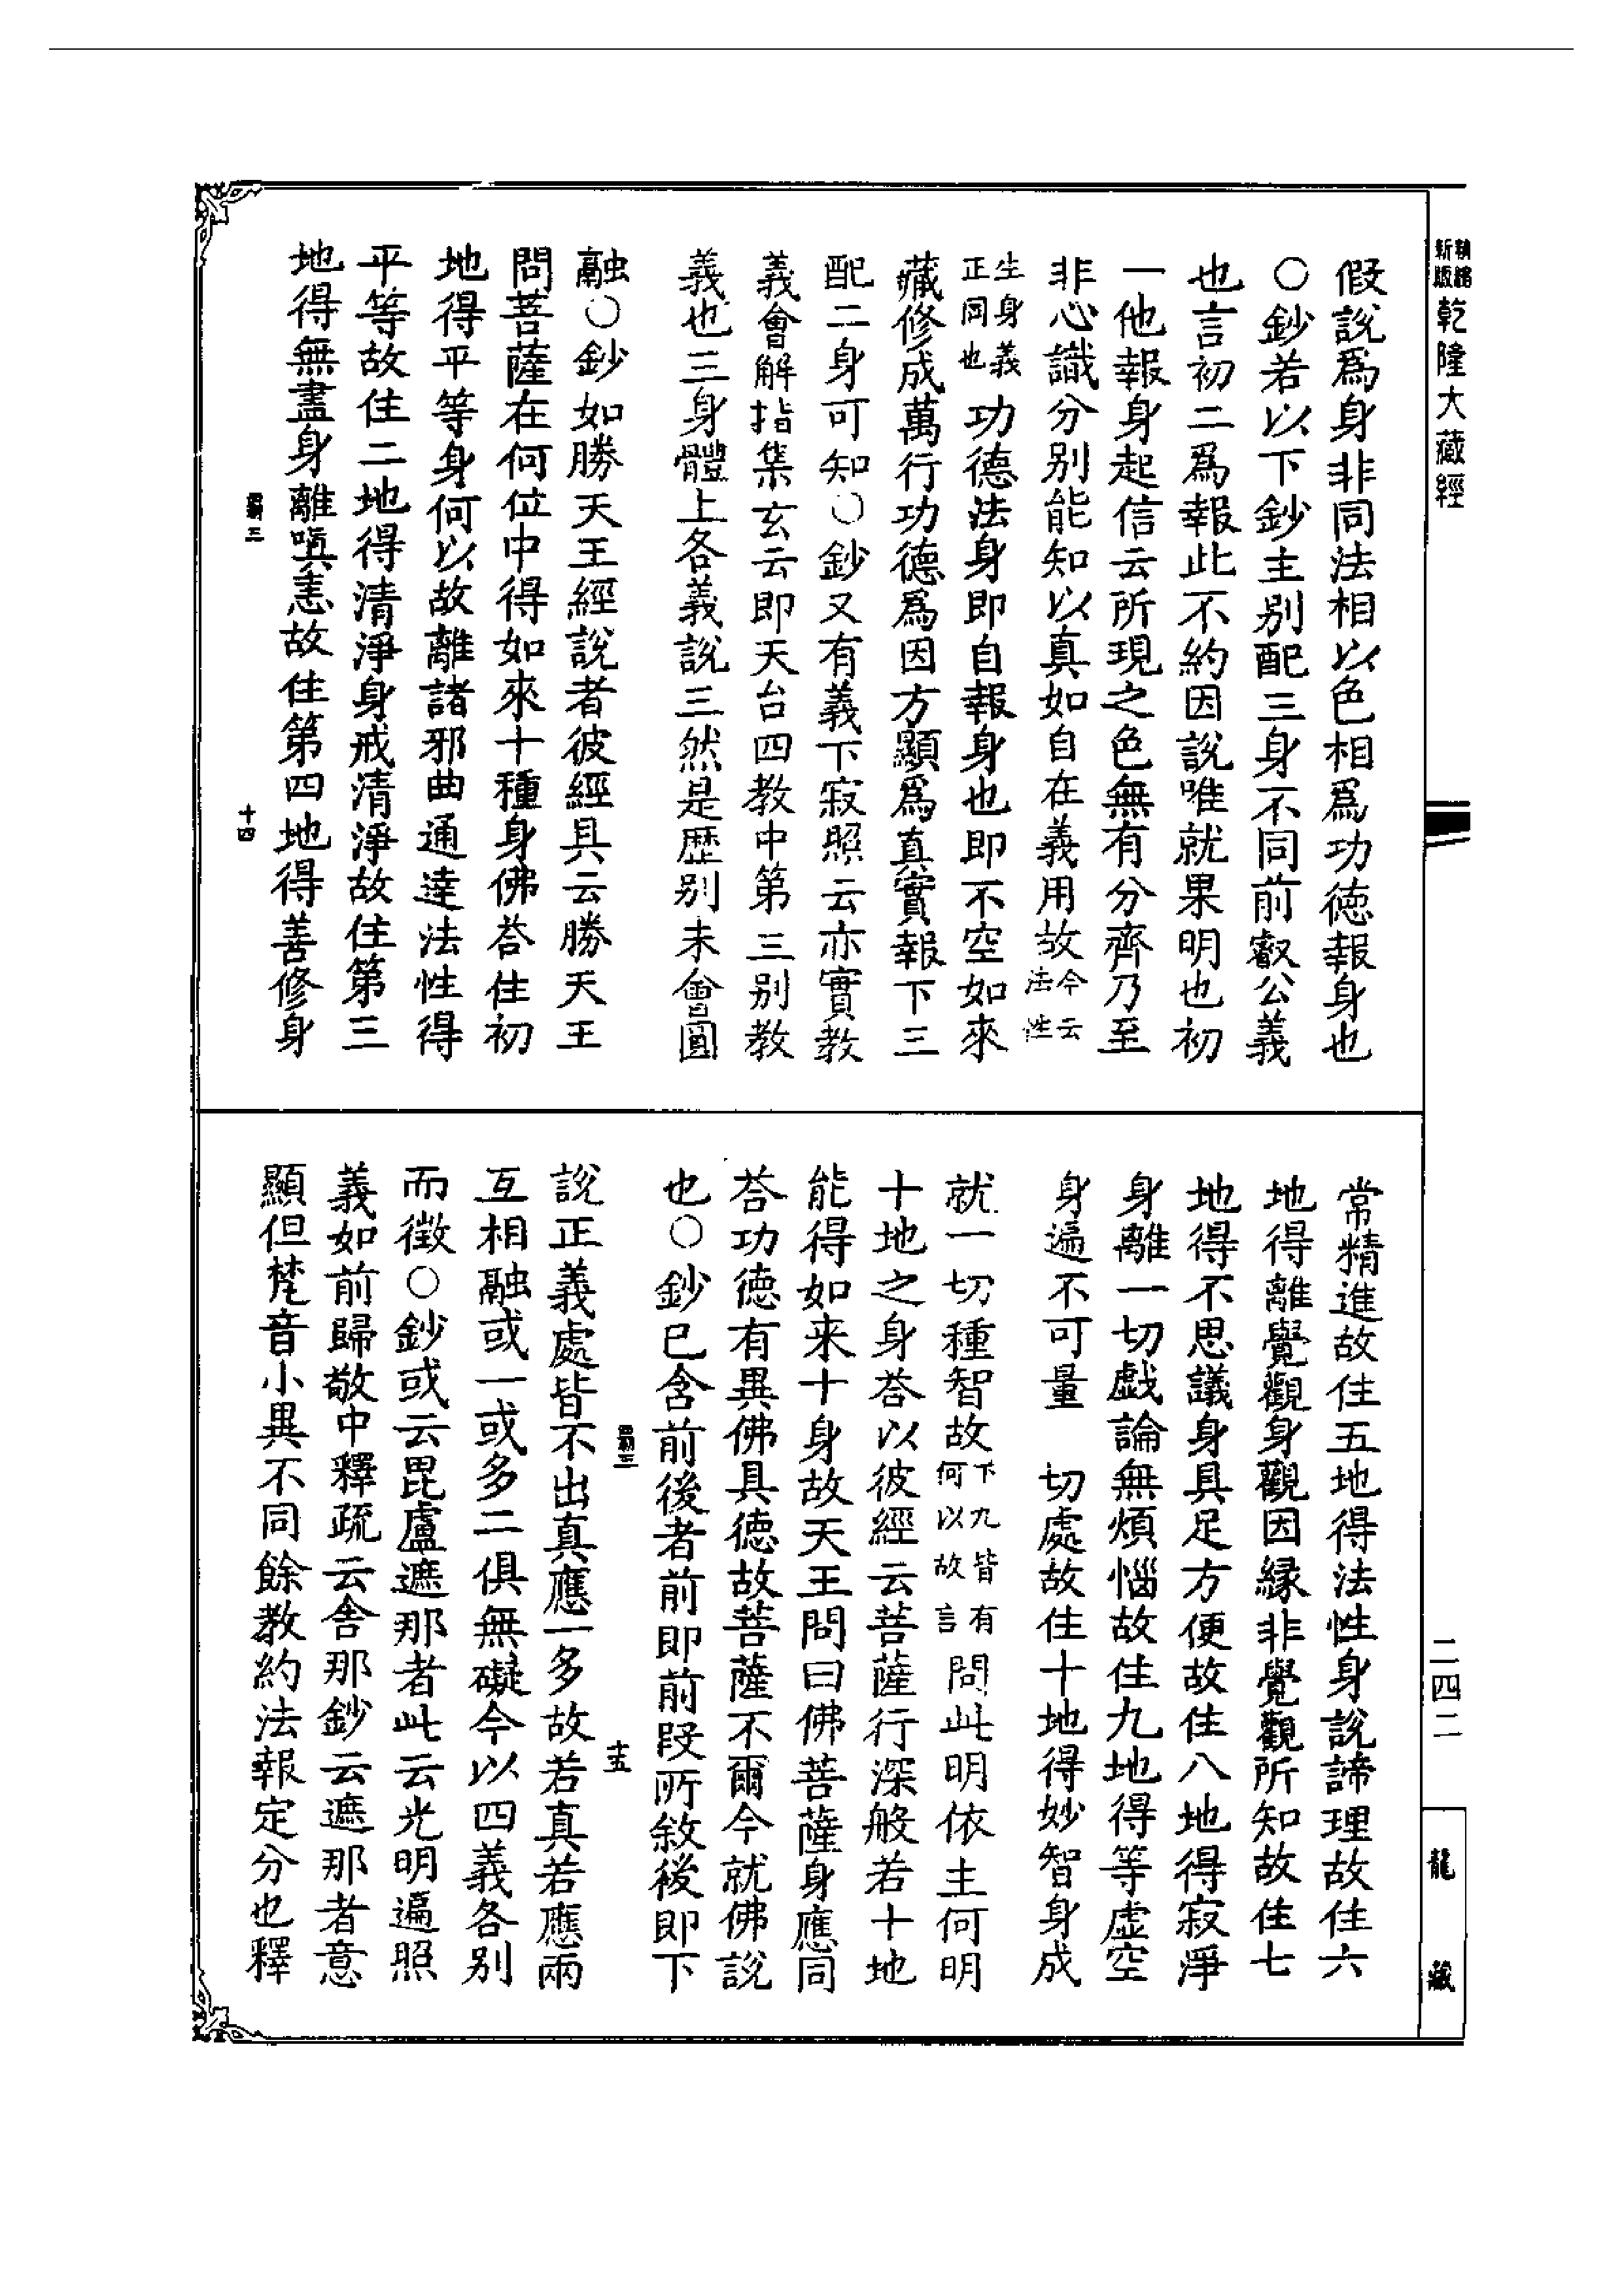 新版精縮乾隆大藏經
假說爲身非同法相以色相爲功德報身也
○鈔若以下鈔主别配三身不同前叡公義
也言初二爲報此不約因說唯就果明也初
一他報身起信云所現之色無有分齊乃至
非心識分别能知以真如自在義用故今云法性
生身義正同也功德法身即自報身也即不空如來
藏修成萬行功德爲因方顯爲真實報下三
配二身可知○鈔又有義下寂照云亦實教
義會解指集玄云即天台四教中第三别教
義也三身體上各義說三然是歷别未會圓
融○鈔如勝天王經說者彼經具云勝天王
問菩薩在何位中得如來十種身佛荅住初
地得平等身何以故離諸邪曲通達法性得
平等故住二地得清淨身戒清淨故住第三
地得無盡身離嗔恚故住第四地得善修身
霸三
十四
常精進故住五地得法性身說諦理故住六
地得離覺觀身觀因緣非覺觀所知故住七
地得不思議身具足方便故住八地得寂淨
身離一切戲論無煩惱故住九地得等虛空
身遍不可量 切處故住十地得妙智身成
就一切種智故下九皆有何以故言問此明依主何明
十地之身荅以彼經云菩薩行深般若十地
能得如来十身故天王問曰佛菩薩身應同
荅功德有異佛具德故菩薩不爾今就佛說
也○鈔已含前後者前即前段所敘後即下
霸三
十五
說正義處皆不出真應一多故若真若應兩
互相融或一或多二俱無礙今以四義各别
而徵○鈔或云毘盧遮那者此云光明遍照
義如前歸敬中釋疏云舍那鈔云遮那者意
顯但梵音小異不同餘教約法報定分也釋
二四二
龍藏